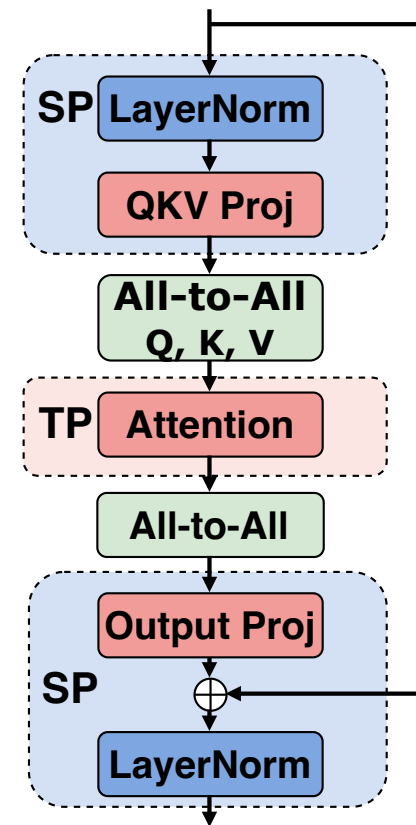 SP LayerNorm
QKV Proj
All-to-All
Q, K, V
TP Attention
All-to-All
Output Proj
SP
LayerNorm